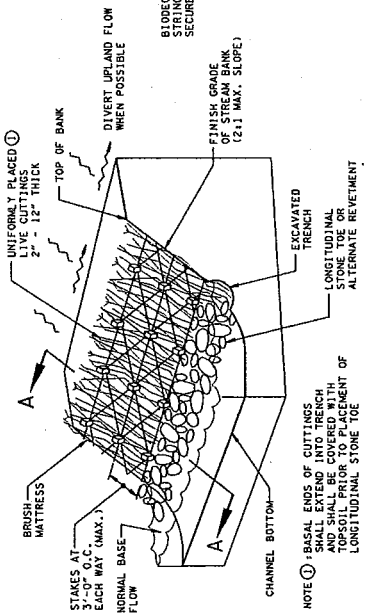 UNIFORMLY PLACED ①
LIVE CUTTINGS
2" - 12" THICK
TOP OF BANK
DIVERT UPLAND FLOW
WHEN POSSIBLE
BRUSH
MATTRESS
A
STAKES AT
3'-0" O.C.
EACH WAY (MAX.)
NORMAL BASE
FLOW
FINISH GRADE
OF STREAM BANK
(2:1 MAX. SLOPE)
EXCAVATED
TRENCH
LONGITUDINAL
STONE TOE OR
ALTERNATE REVETMENT
A
CHANNEL BOTTOM
NOTE ①: BASAL ENDS OF CUTTINGS
SHALL EXTEND INTO TRENCH
AND SHALL BE COVERED WITH
TOPSOIL PRIOR TO PLACEMENT OF
LONGITUDINAL STONE TOE
STRING
SECURE